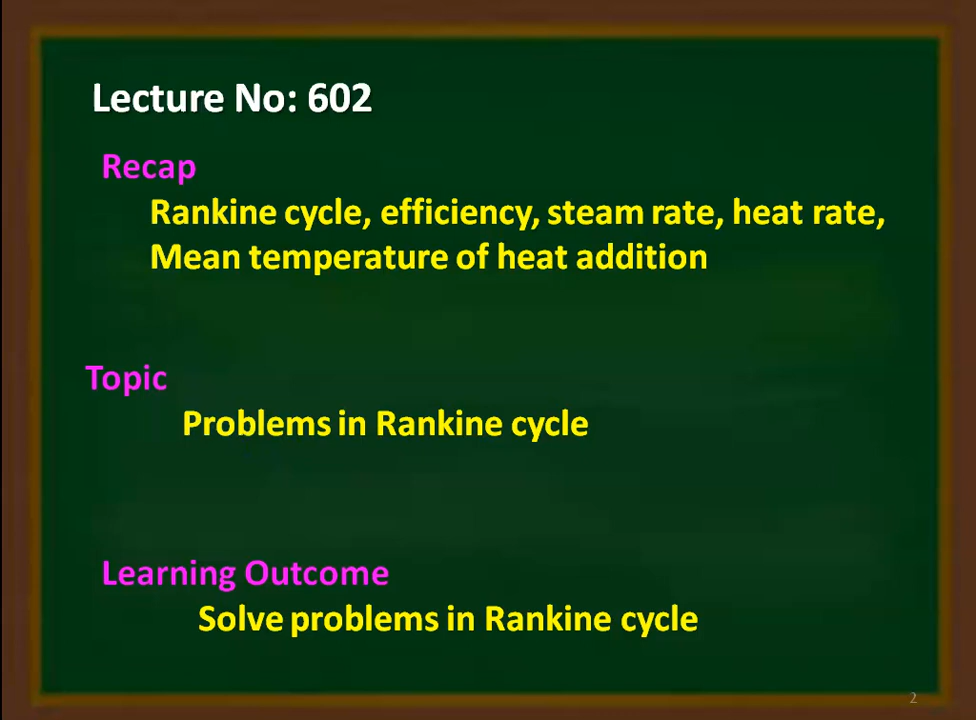 Lecture No: 602
Recap
Rankine cycle, efficiency, steam rate, heat rate,
Mean temperature of heat addition
Topic
Problems in Rankine cycle
Learning Outcome
Solve problems in Rankine cycle
2